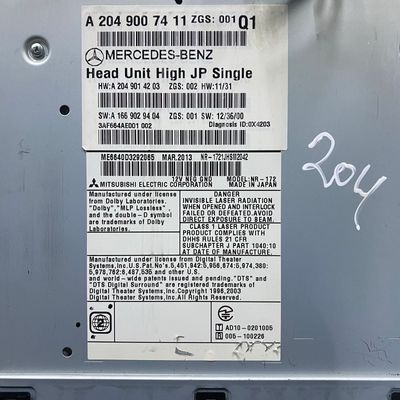 A 204 900 74 11 ZGS: 001 Q1
MERCEDES-BENZ
Head Unit High JP Single
HW:A 204 901 42 03 ZGS: 002 HW:11/31
SW:A 166 902 94 04 ZGS: 001 SW: 12/36/00
3AF664AE001 002 Diagnosis ID:0X4203
ME6640D3292085 MAR.2013 NR-1721JHS112042
12V NEG GND MODEL:NR-172
MITSUBISHI ELECTRIC CORPORATION MADE IN JAPAN
Manufactured under license
from Dolby Laboratories.
"Dolby", "MLP Lossless"
and the double-D symbol
are trademarks of Dolby
Laboratories.
DANGER
INVISIBLE LASER RADIATION
WHEN OPENED AND INTERLOCK
FAILED OR DEFEATED.AVOID
DIRECT EXPOSURE TO BEAM.
CLASS 1 LASER PRODUCT
DHHS RULES 21 CFR
SUBCHAPTER J PART 1040:10
AT DATE OF MANUFACTURE.
Manufactured under license from Digital Theater
Systems,Inc.U.S.Pat.No's.5,451,942;5,956,674;5,974,380;
5,978,762;6,487,535 and other U.S.
and world-wide patents issued and pending."DTS"
and "DTS Digital Surround" are registered trademarks of
Digital Theater Systems,Inc.Copyright 1996,2003
Digital Theater Systems,Inc.All Rights Reserved.
2
T AD10-0201005
R 005-100226
204